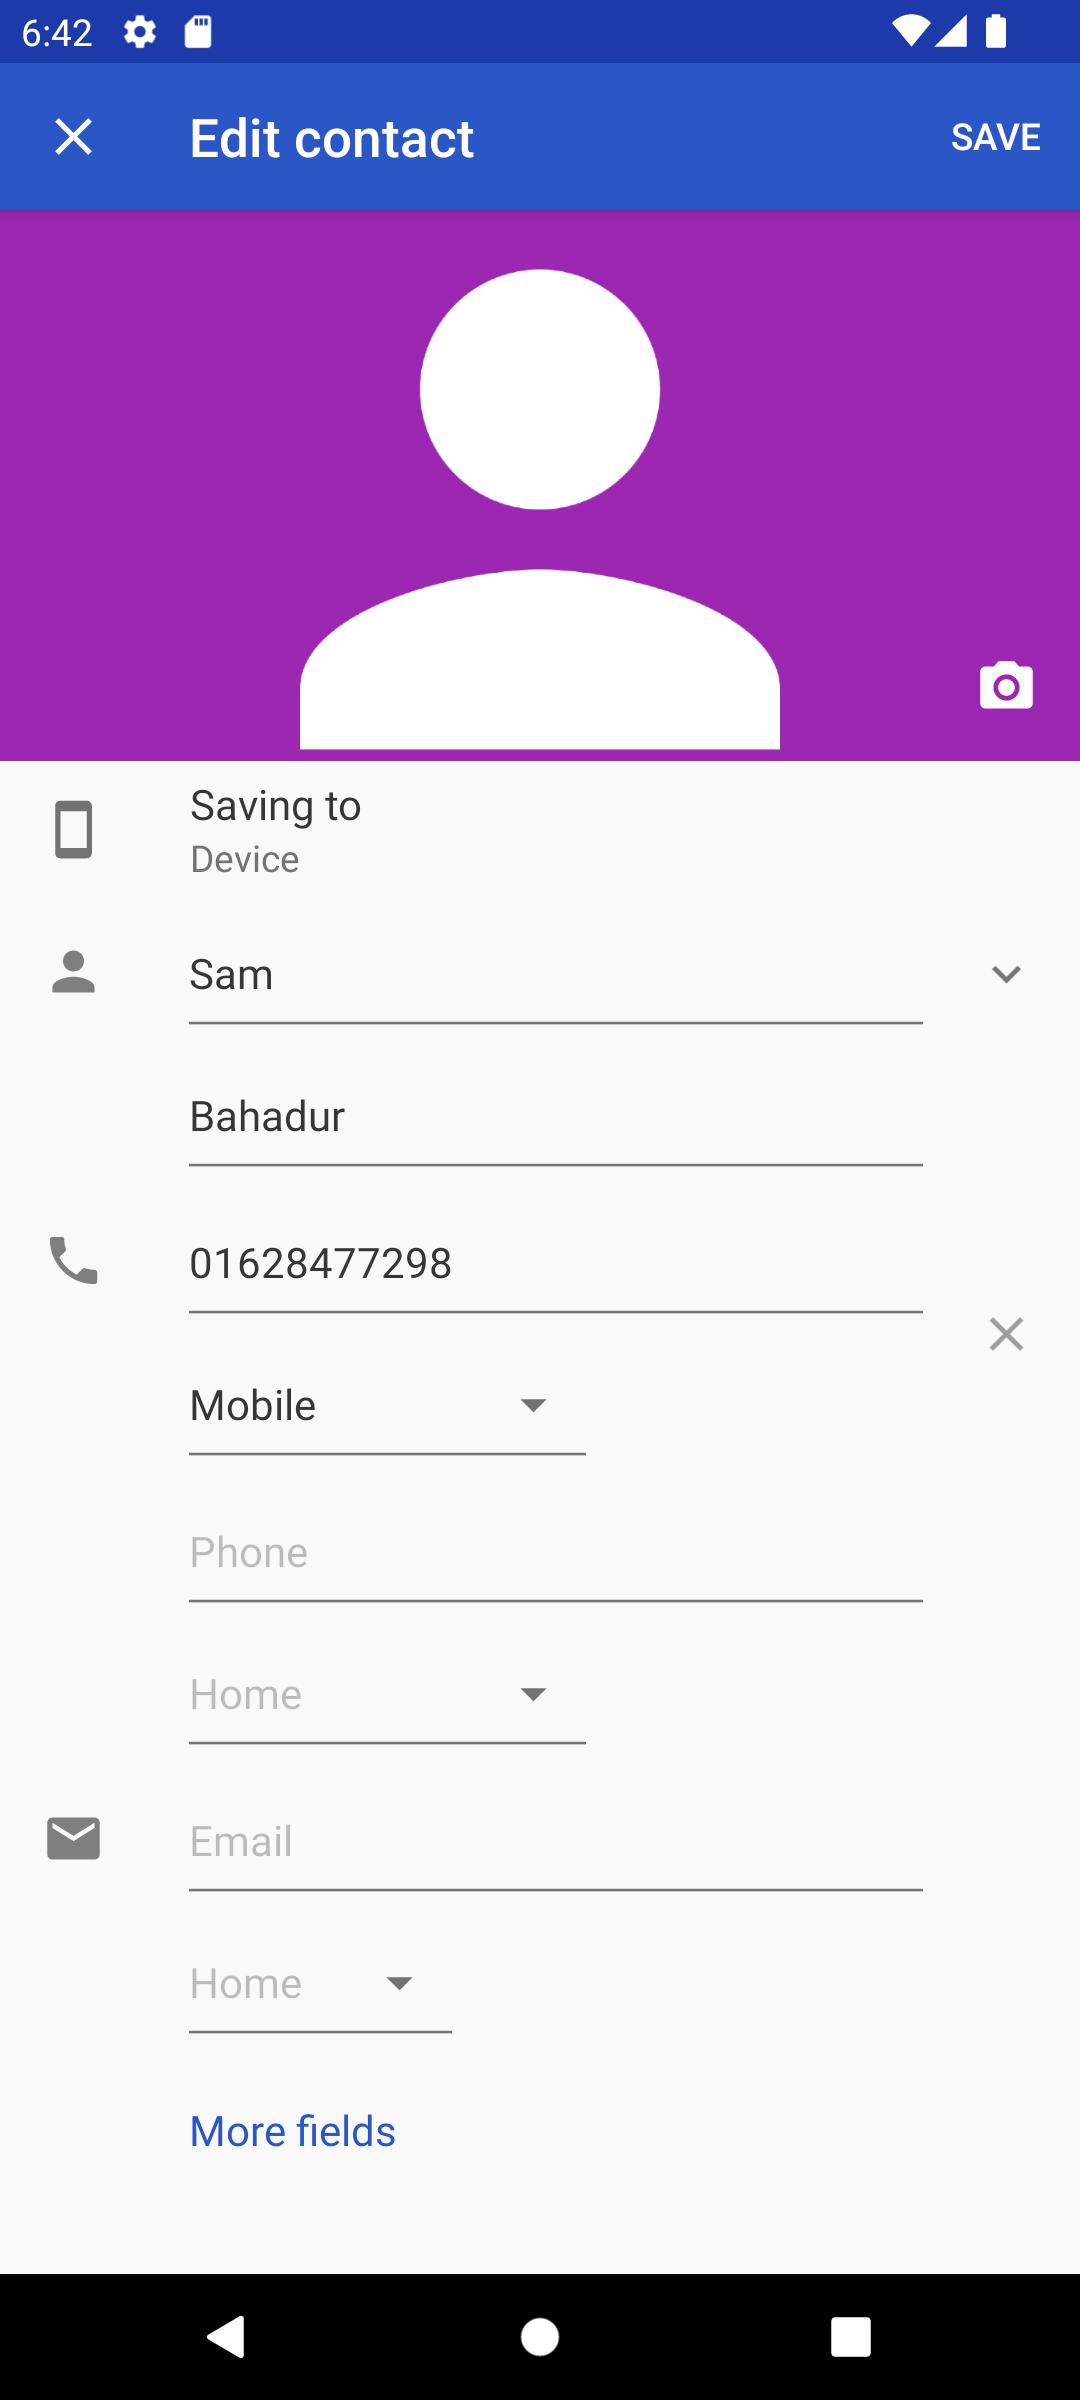 6:42
Edit contact
SAVE
Saving to
Device
Sam
Bahadur
01628477298
Mobile
Phone
Home
Email
Home
More fields